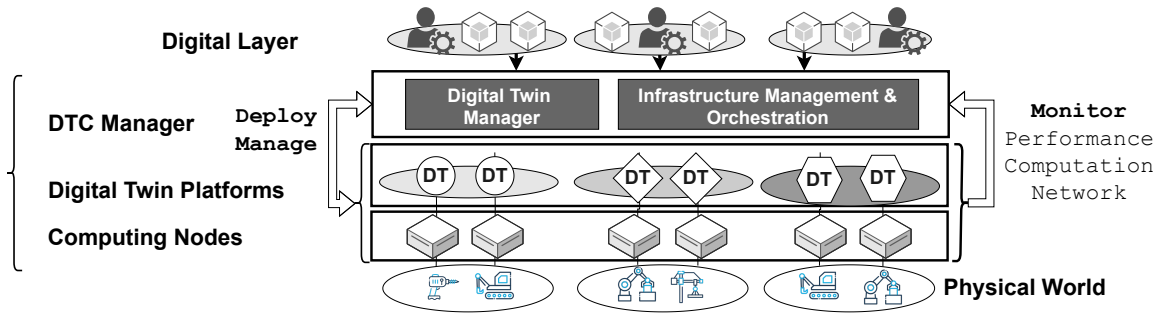 Digital Layer
DTC Manager
Deploy
Manage
Digital Twin
Manager
Infrastructure Management &
Orchestration
Monitor
Performance
Computation
Network
Digital Twin Platforms
DT
DT
DT
DT
DT
DT
Computing Nodes
Physical World